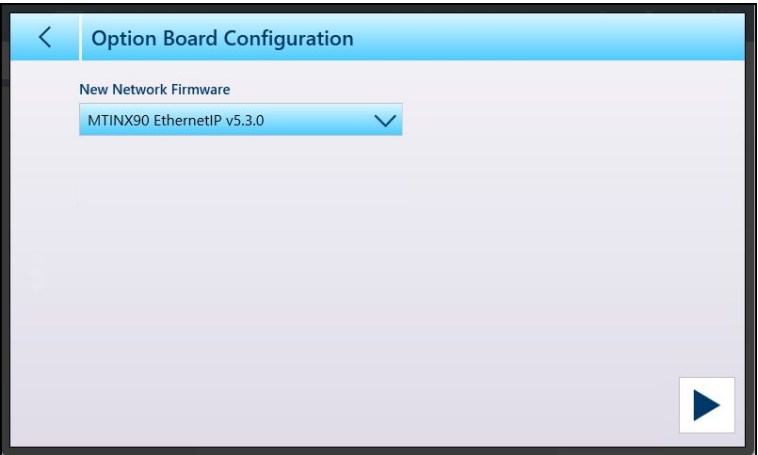 Option Board Configuration
New Network Firmware
MTINX90 EthernetIP v5.3.0